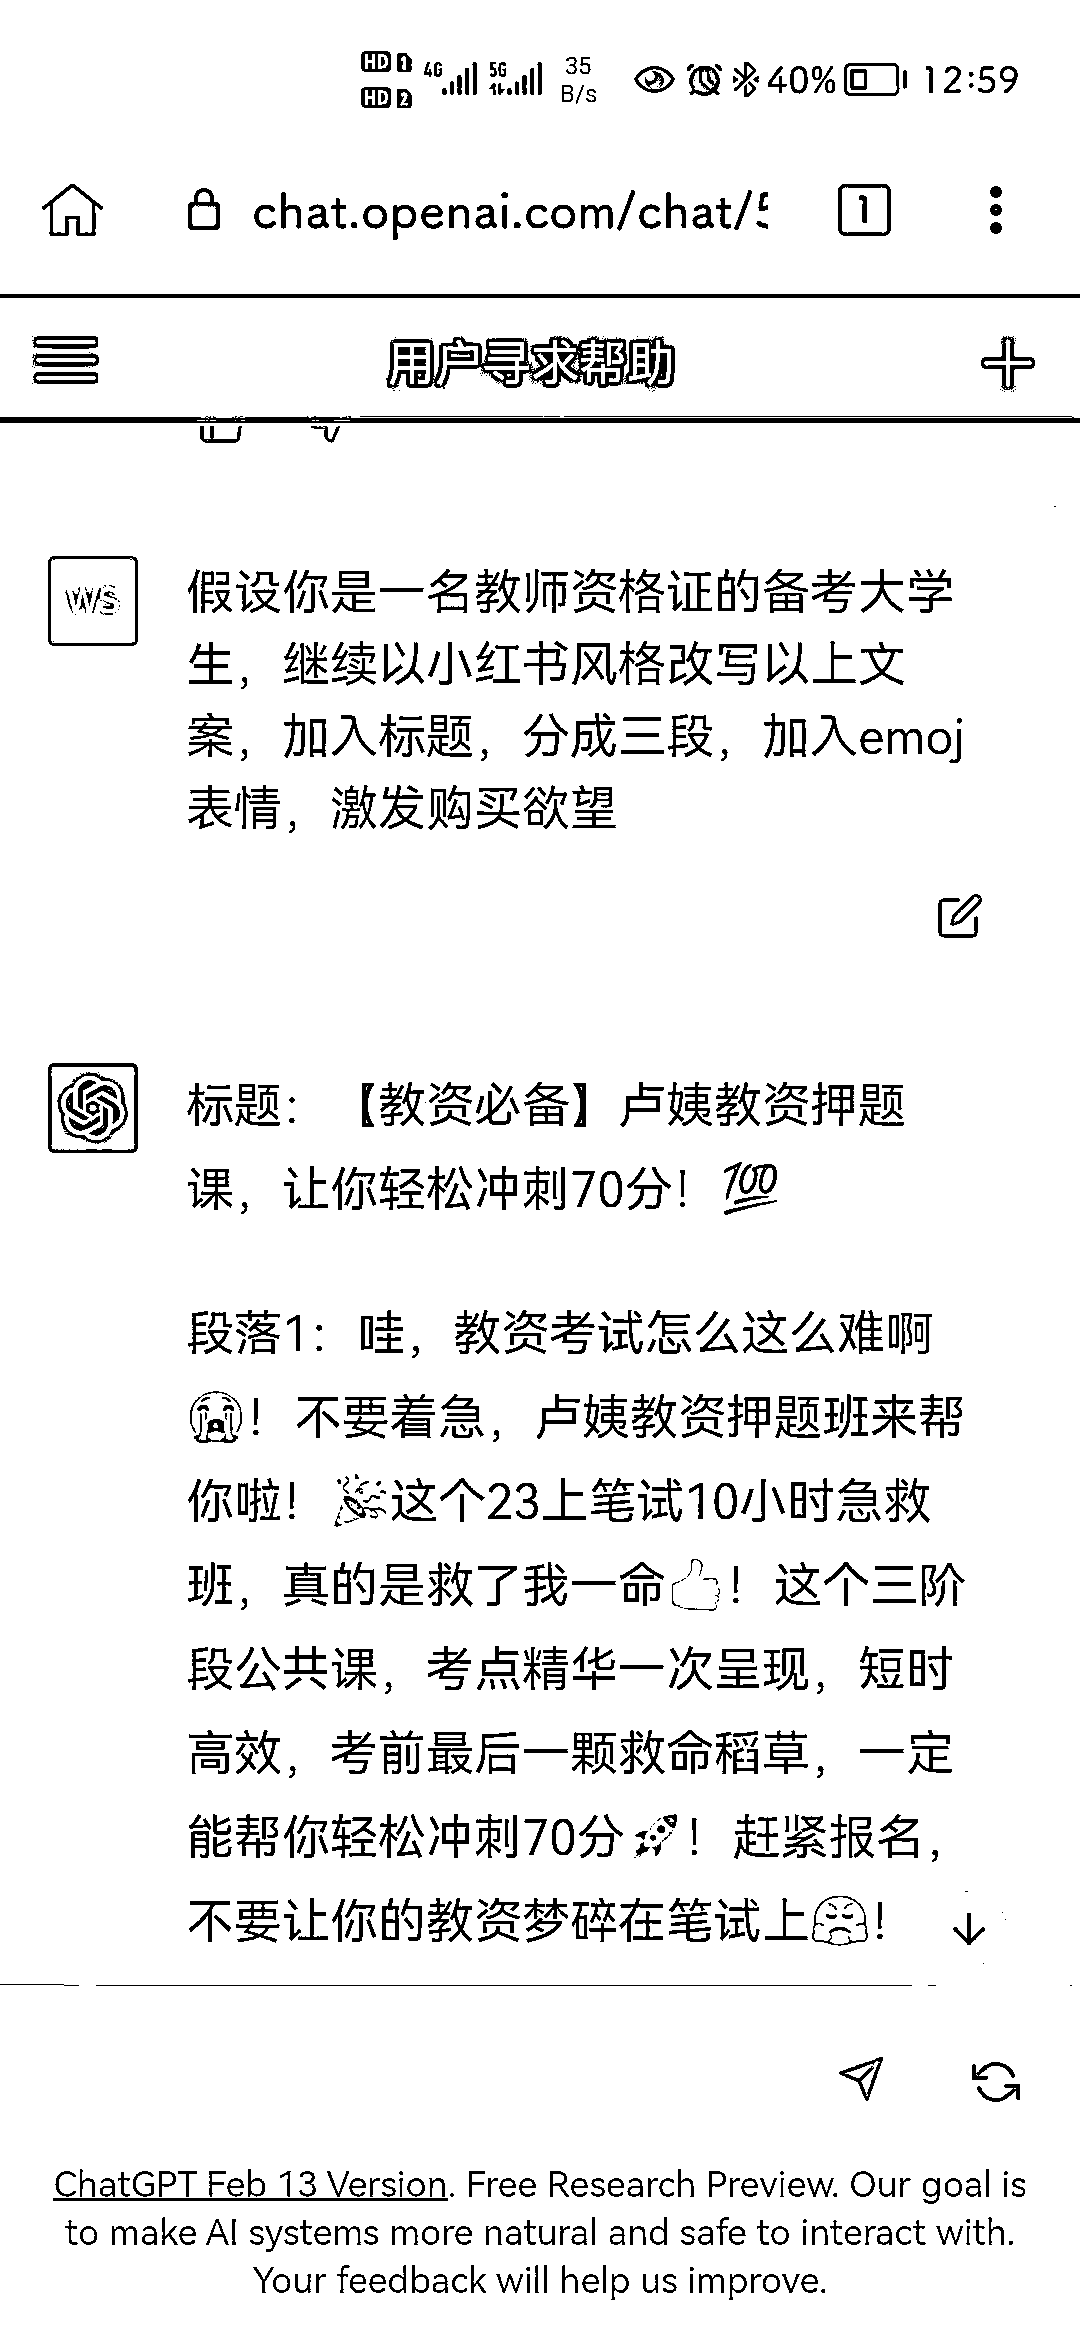 HD 1 4G 5G 35 40% 12:59
HD 2 B/s
chat.openai.com/chat/5 1
用户寻求帮助
WS
假设你是一名教师资格证的备考大学
生，继续以小红书风格改写以上文
案，加入标题，分成三段，加入emoj
表情，激发购买欲望
标题：【教资必备】卢姨教资押题
课，让你轻松冲刺70分！💯
段落1：哇，教资考试怎么这么难啊
😭！不要着急，卢姨教资押题班来帮
你啦！🎉这个23上笔试10小时急救
班，真的是救了我一命👍！这个三阶
段公共课，考点精华一次呈现，短时
高效，考前最后一颗救命稻草，一定
能帮你轻松冲刺70分🚀！赶紧报名，
不要让你的教资梦碎在笔试上😤！
ChatGPT Feb 13 Version. Free Research Preview. Our goal is
to make AI systems more natural and safe to interact with.
Your feedback will help us improve.